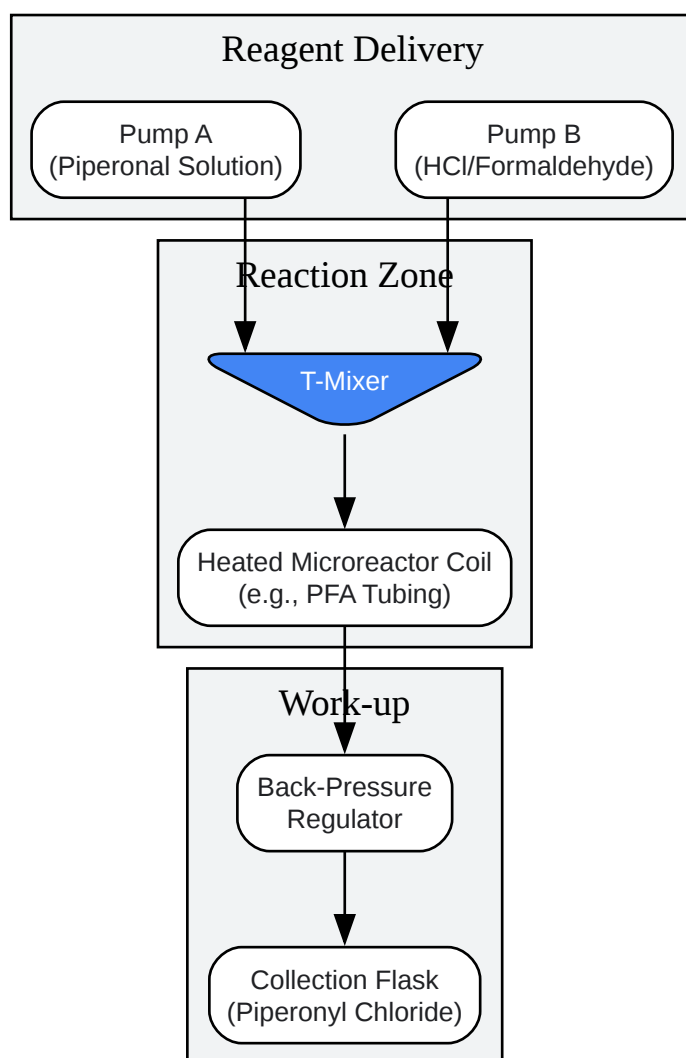 Reagent Delivery
Pump A
(Piperonal Solution)
Pump B
(HCl/Formaldehyde)
Reaction Zone
T-Mixer
Heated Microreactor Coil
(e.g., PFA Tubing)
Work-up
Back-Pressure
Regulator
Collection Flask
(Piperonyl Chloride)